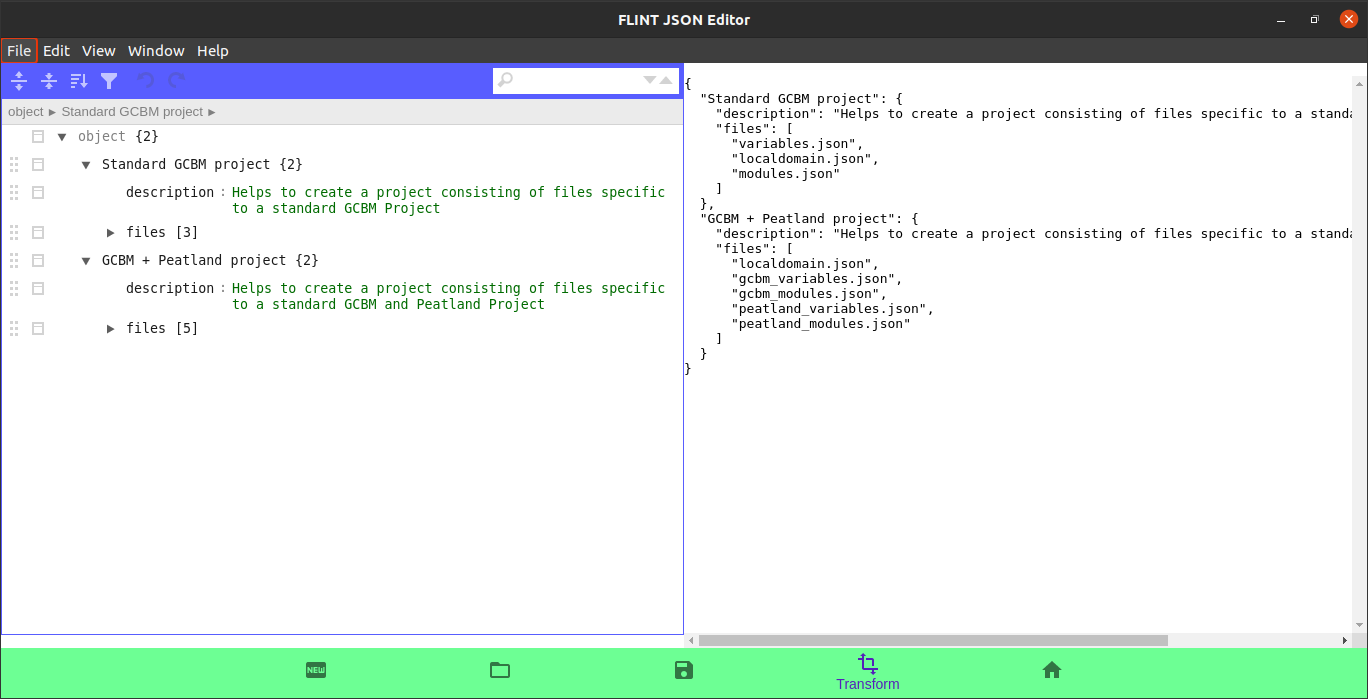 FLINT JSON Editor
File Edit View Window Help
object ► Standard GCBM project ►
object {2}
Standard GCBM project {2}
description : Helps to create a project consisting of files specific
to a standard GCBM Project
files [3]
GCBM + Peatland project {2}
description : Helps to create a project consisting of files specific
to a standard GCBM and Peatland Project
files [5]
{
"Standard GCBM project": {
"description": "Helps to create a project consisting of files specific to a standa
"files": [
"variables.json",
"localdomain.json",
"modules.json"
]
},
"GCBM + Peatland project": {
"description": "Helps to create a project consisting of files specific to a standa
"files": [
"localdomain.json",
"gcbm_variables.json",
"gcbm_modules.json",
"peatland_variables.json",
"peatland_modules.json"
]
}
}
NEW
Transform